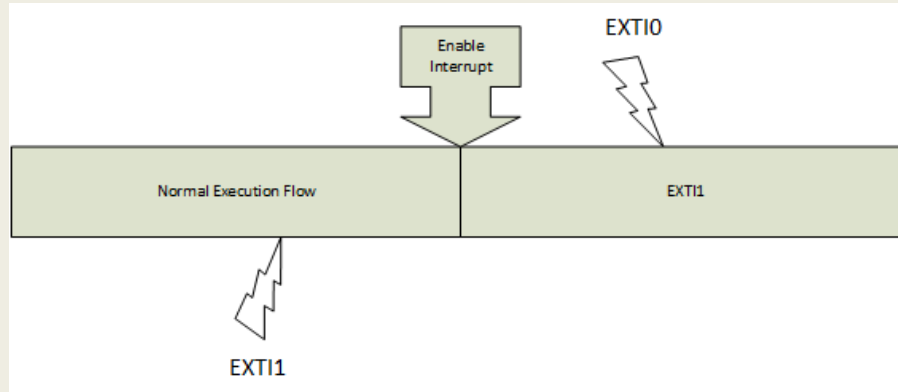 EXTI0
Enable
Interrupt
Normal Execution Flow
EXTI1
EXTI1